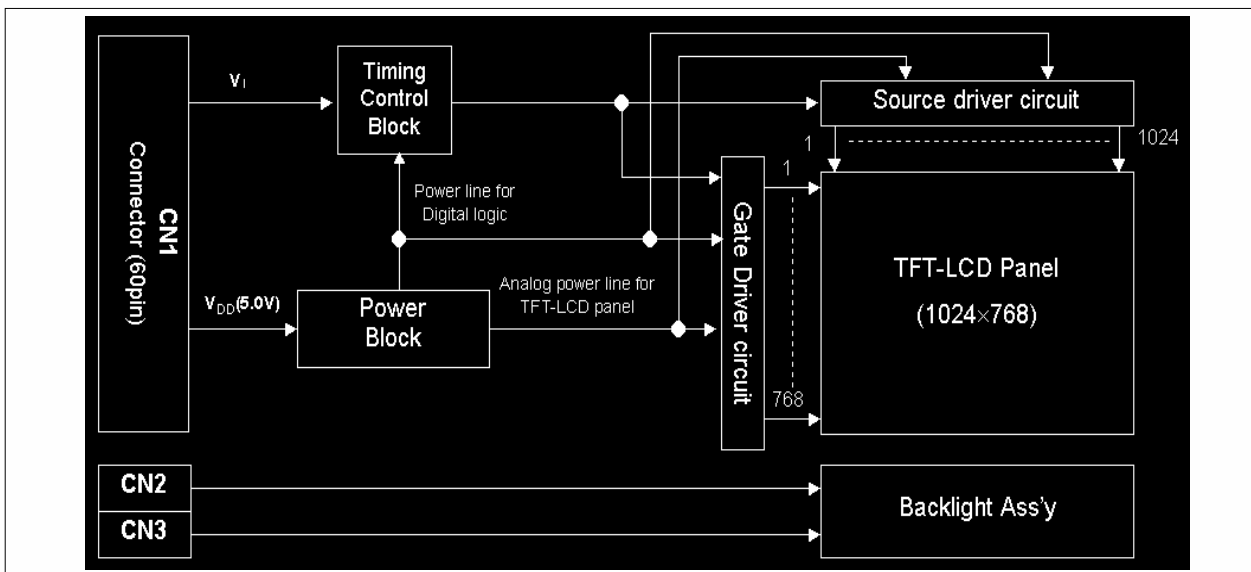 CN1
Connector (60pin)
VI
Timing
Control
Block
Source driver circuit
1
1024
1
Power line for
Digital logic
Gate Driver circuit
TFT-LCD Panel
(1024×768)
VDD(5.0V)
Power
Block
Analog power line for
TFT-LCD panel
768
CN2
CN3
Backlight Ass'y